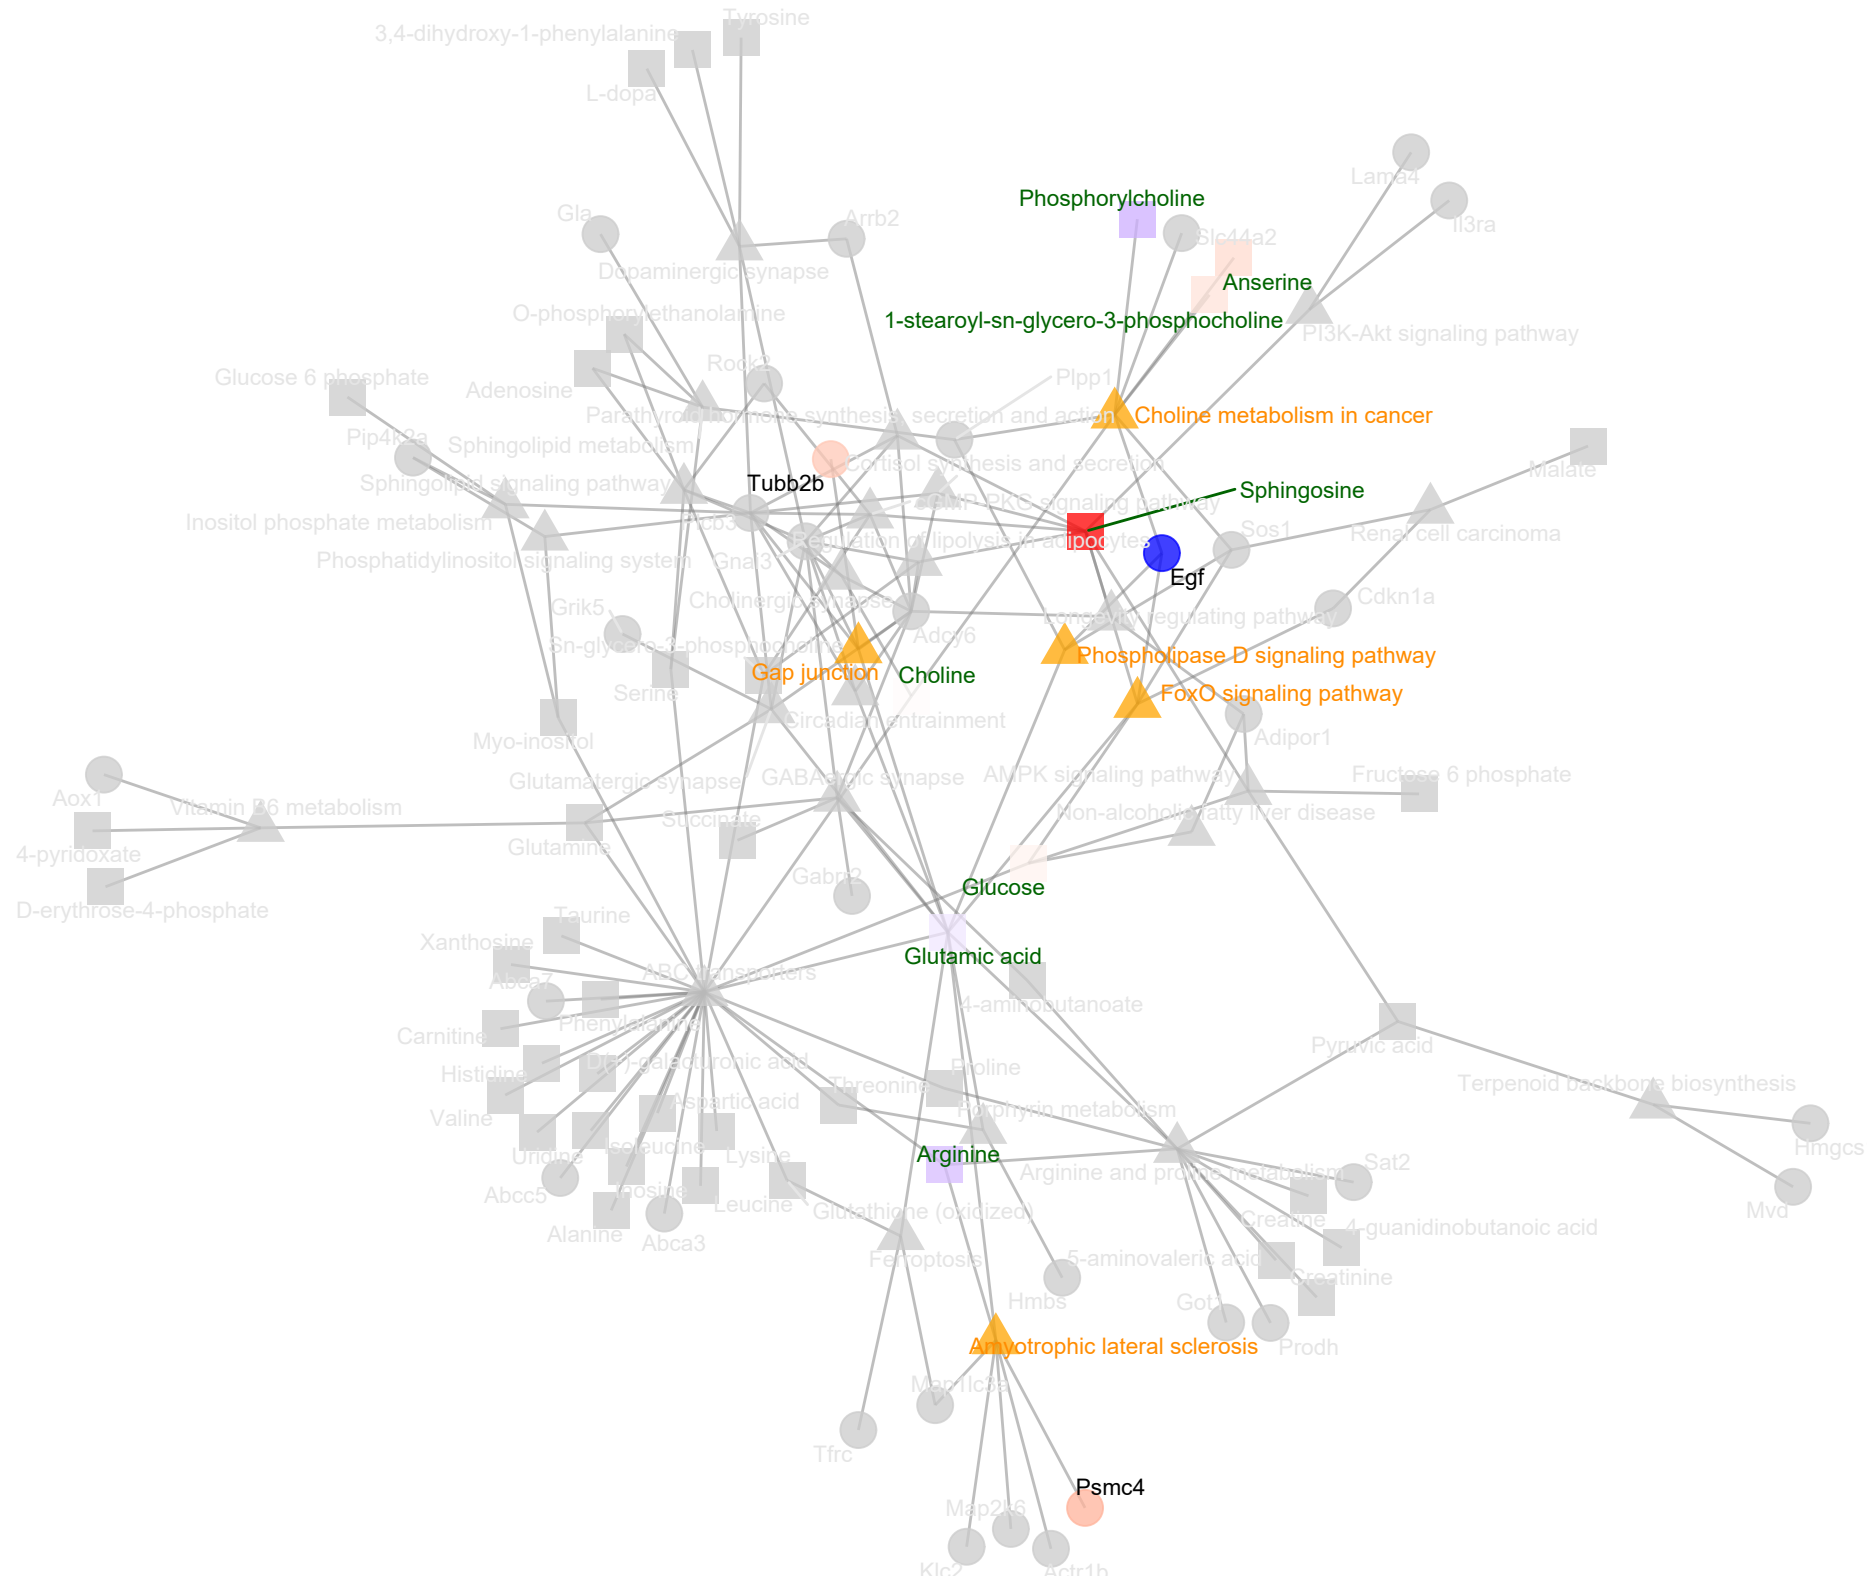 Tyrosine
3,4-dihydroxy-1-phenylalanine
L-dopa
Lama4
Phosphorylcholine
Gla
Arrb2
Il3ra
Slc44a2
Dopaminergic synapse
Anserine
O-phosphorylethanolamine
1-stearoyl-sn-glycero-3-phosphocholine
PI3K-Akt signaling pathway
Rock2
Glucose 6 phosphate
Plpp1
Adenosine
Parathyroid hormone synthesis, secretion and action
Choline metabolism in cancer
Pip4k2a
Sphingolipid metabolism
Cortisol synthesis and secretion
Malate
Sphingolipid signaling pathway
Tubb2b
Sphingosine
cGMP-PKG signaling pathway
Inositol phosphate metabolism
Plcb3
Sos1
Renal cell carcinoma
Regulation of lipolysis in adipocytes
Phosphatidylinositol signaling system
Gnai3
Egf
Cholinergic synapse
Cdkn1a
Grik5
Longevity regulating pathway
Adcy6
Sn-glycero-3-phosphocholine
Phospholipase D signaling pathway
Gap junction
Choline
Serine
FoxO signaling pathway
Circadian entrainment
Myo-inositol
Adipor1
Glutamatergic synapse
GABAergic synapse
AMPK signaling pathway
Fructose 6 phosphate
Aox1
Vitamin B6 metabolism
Non-alcoholic fatty liver disease
Succinate
4-pyridoxate
Glutamine
Gabrr2
Glucose
D-erythrose-4-phosphate
Taurine
Xanthosine
Glutamic acid
ABC transporters
Abca7
4-aminobutanoate
Phenylalanine
Carnitine
Pyruvic acid
D(+)-galacturonic acid
Proline
Histidine
Threonine
Terpenoid backbone biosynthesis
Aspartic acid
Porphyrin metabolism
Valine
Isoleucine
Hmgcs
Uridine
Lysine
Arginine
Sat2
Arginine and proline metabolism
Inosine
Abcc5
Leucine
Glutathione (oxidized)
Mvd
Creatine
4-guanidinobutanoic acid
Alanine
Abca3
Ferroptosis
5-aminovaleric acid
Creatinine
Hmbs
Got1
Amyotrophic lateral sclerosis
Prodh
Map1lc3a
Tfrc
Psmc4
Map2k6
Klc2
Actr1b